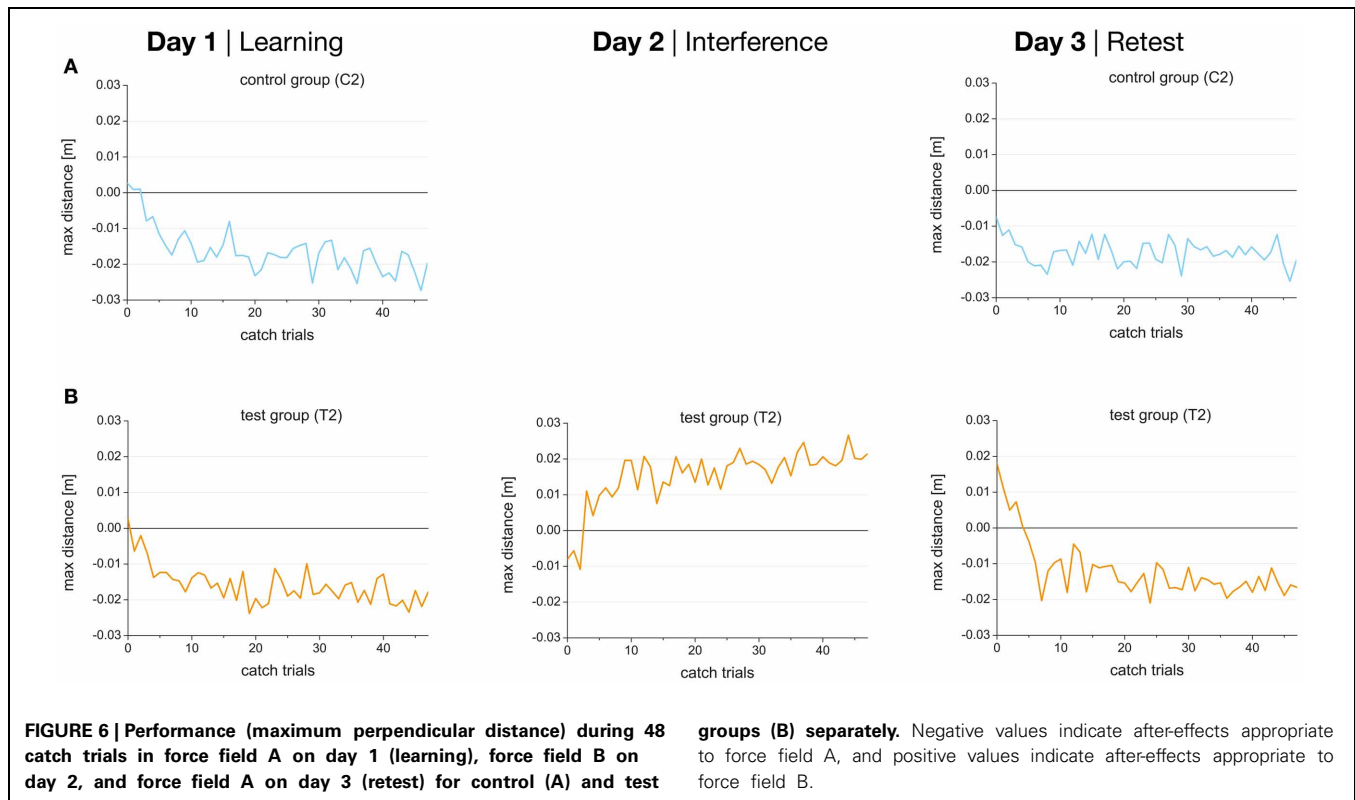 Day 1 | Learning
Day 2 | Interference
Day 3 | Retest
A
control group (C2)
0.03
0.02
0.01
0.00
-0.01
-0.02
-0.03
max distance [m]
0
10
20
30
40
catch trials
control group (C2)
0.03
0.02
0.01
0.00
-0.01
-0.02
-0.03
max distance [m]
0
10
20
30
40
catch trials
B
test group (T2)
0.03
0.02
0.01
0.00
-0.01
-0.02
-0.03
max distance [m]
0
10
20
30
40
catch trials
test group (T2)
0.03
0.02
0.01
0.00
-0.01
-0.02
-0.03
max distance [m]
0
10
20
30
40
catch trials
test group (T2)
0.03
0.02
0.01
0.00
-0.01
-0.02
-0.03
max distance [m]
0
10
20
30
40
catch trials
FIGURE 6 | Performance (maximum perpendicular distance) during 48
catch trials in force field A on day 1 (learning), force field B on
day 2, and force field A on day 3 (retest) for control (A) and test
groups (B) separately. Negative values indicate after-effects appropriate
to force field A, and positive values indicate after-effects appropriate to
force field B.